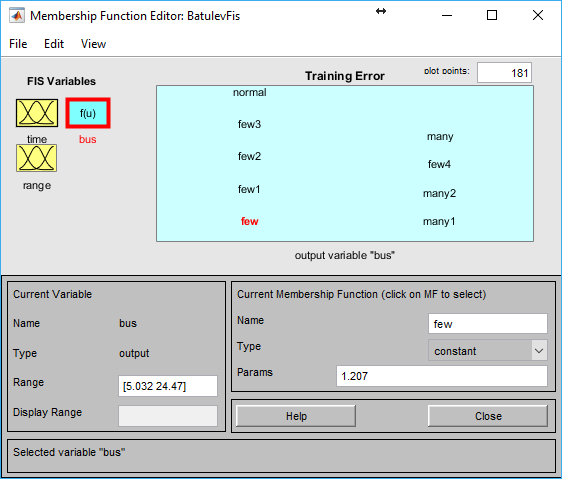 Membership Function Editor: BatulevFis
File Edit View
FIS Variables
f(u)
time
bus
range
Training Error
plot points:
181
normal
few3
few2
few1
few
many
few4
many2
many1
output variable "bus"
Current Variable
Name bus
Type output
Range [5.032 24.47]
Display Range
Current Membership Function (click on MF to select)
Name few
Type constant
Params 1.207
Help Close
Selected variable "bus"